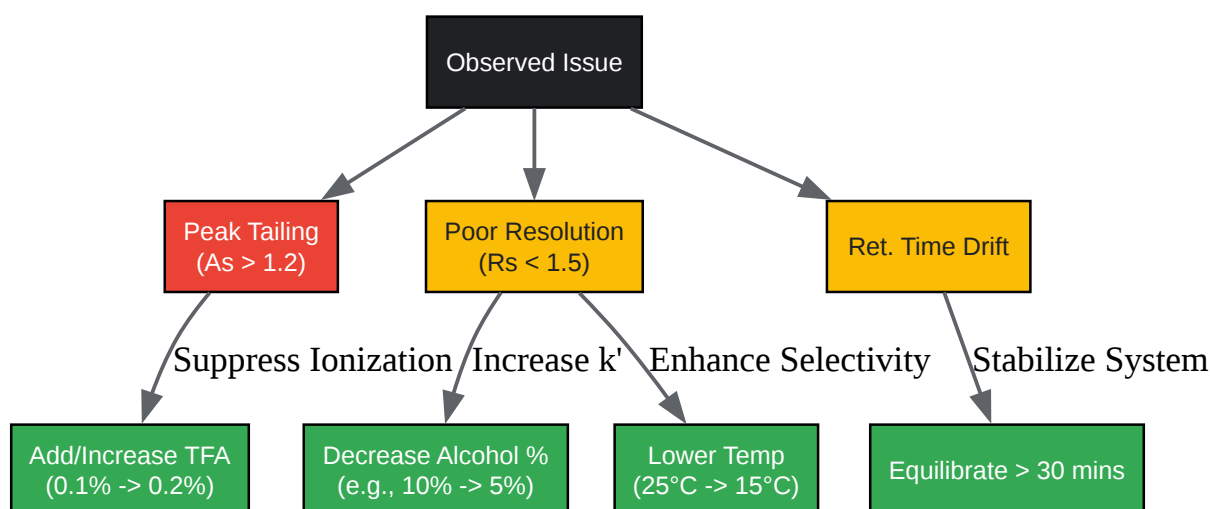 Observed Issue
Peak Tailing
(As > 1.2)
Poor Resolution
(Rs < 1.5)
Ret. Time Drift
Suppress Ionization
Increase k'
Enhance Selectivity
Stabilize System
Add/Increase TFA
(0.1% -> 0.2%)
Decrease Alcohol %
(e.g., 10% -> 5%)
Lower Temp
(25°C -> 15°C)
Equilibrate > 30 mins